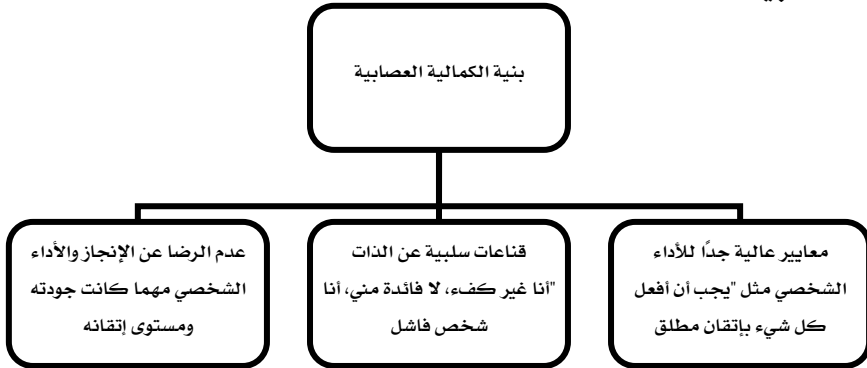 بنية الكمالية العصابية
معايير عالية جدًا للأداء
الشخصي مثل "يجب أن أفعل
كل شيء بإتقان مطلق
قناعات سلبية عن الذات
"أنا غير كفء، لا فائدة مني، أنا
شخص فاشل
عدم الرضا عن الإنجاز والأداء
الشخصي مهما كانت جودته
ومستوى إتقانه